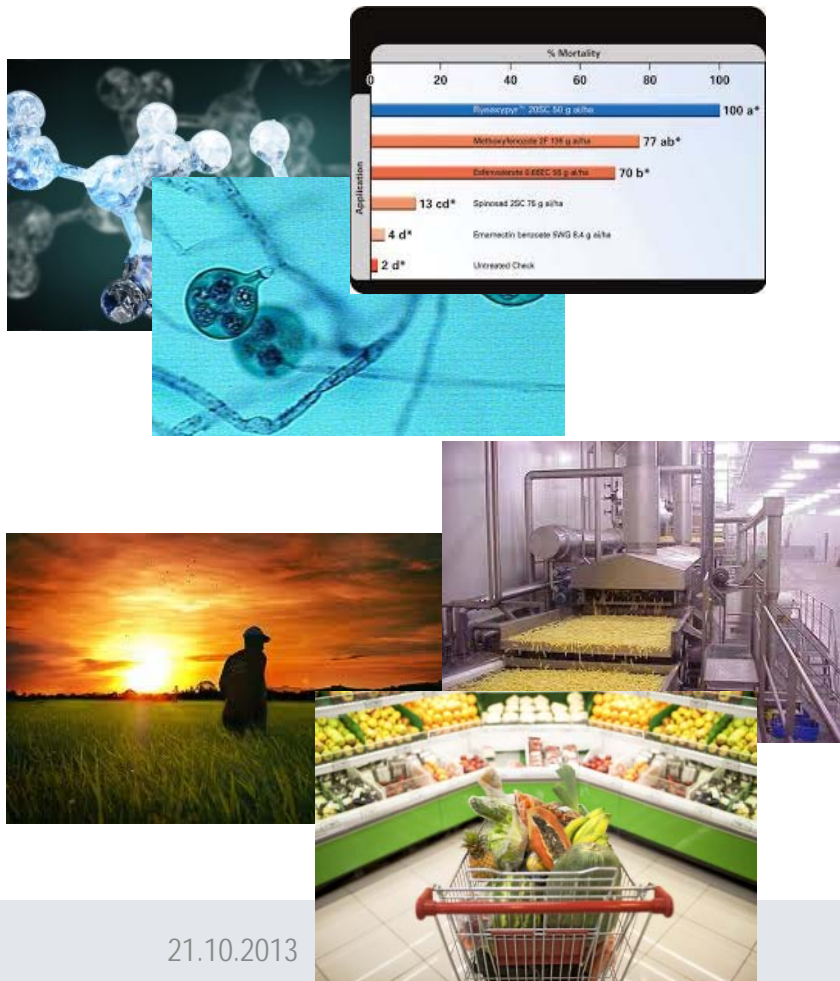 % Mortality
0 20 40 60 80 100
Application
Rynaxypyr™ 20SC 50 g ai/ha 100 a*
Methoxyfenozide 2F 136 g ai/ha 77 ab*
Esfenvalerate 0.66EC 55 g ai/ha 70 b*
13 cd* Spinosad 2SC 75 g ai/ha
4 d* Emamectin benzoate 5WG 8.4 g ai/ha
2 d* Untreated Check
21.10.2013